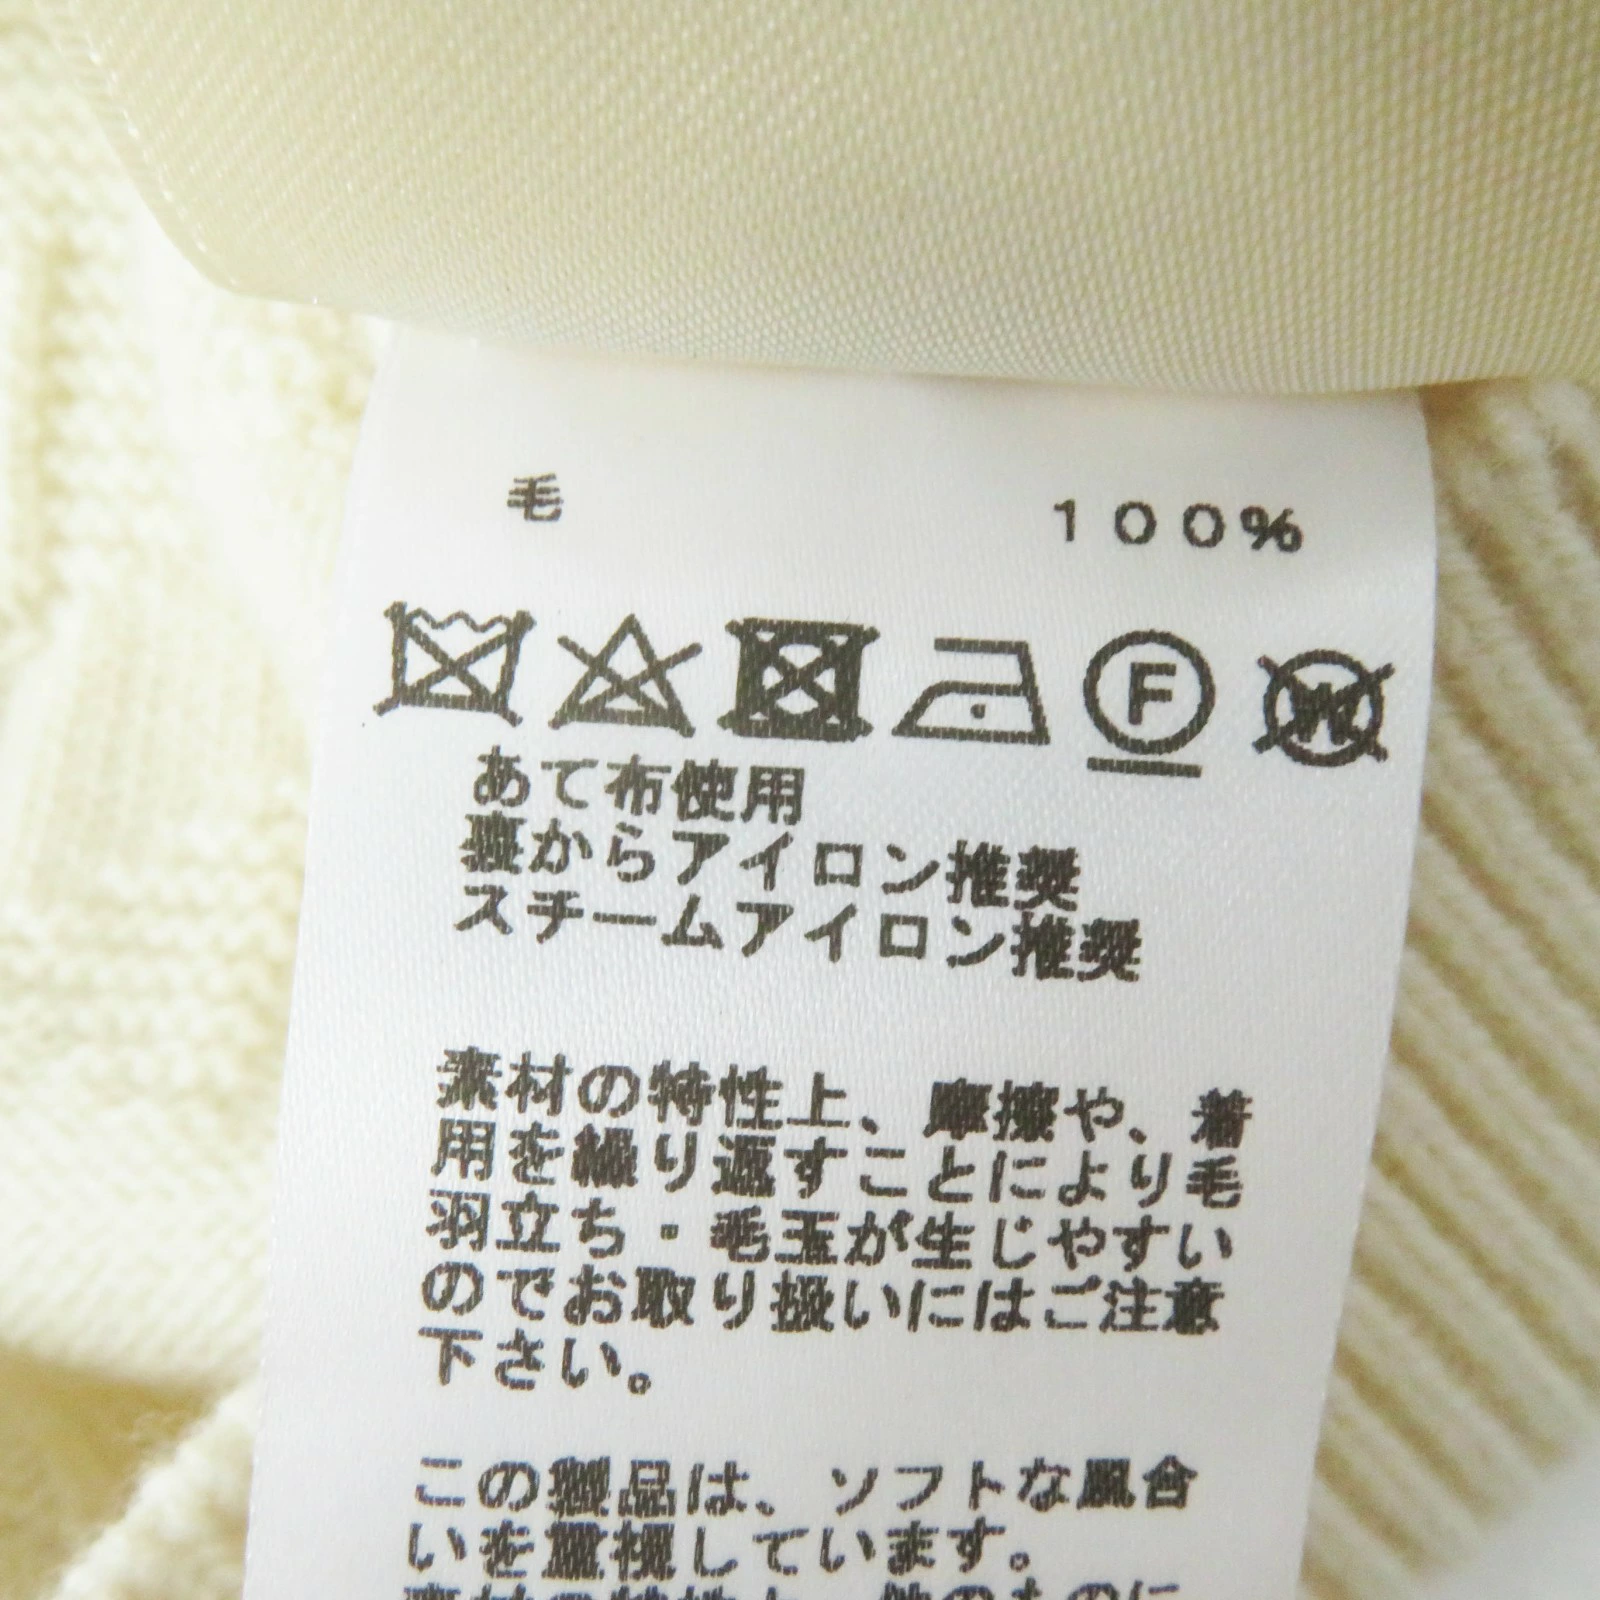 毛 100%
F W
あて布使用
裏からアイロン推奨
スチームアイロン推奨
素材の特性上、摩擦や、着
用を繰り返すことにより毛
羽立ち・毛玉が生じやすい
のでお取り扱いにはご注意
下さい。
この製品は、ソフトな風合
いを重視しています。